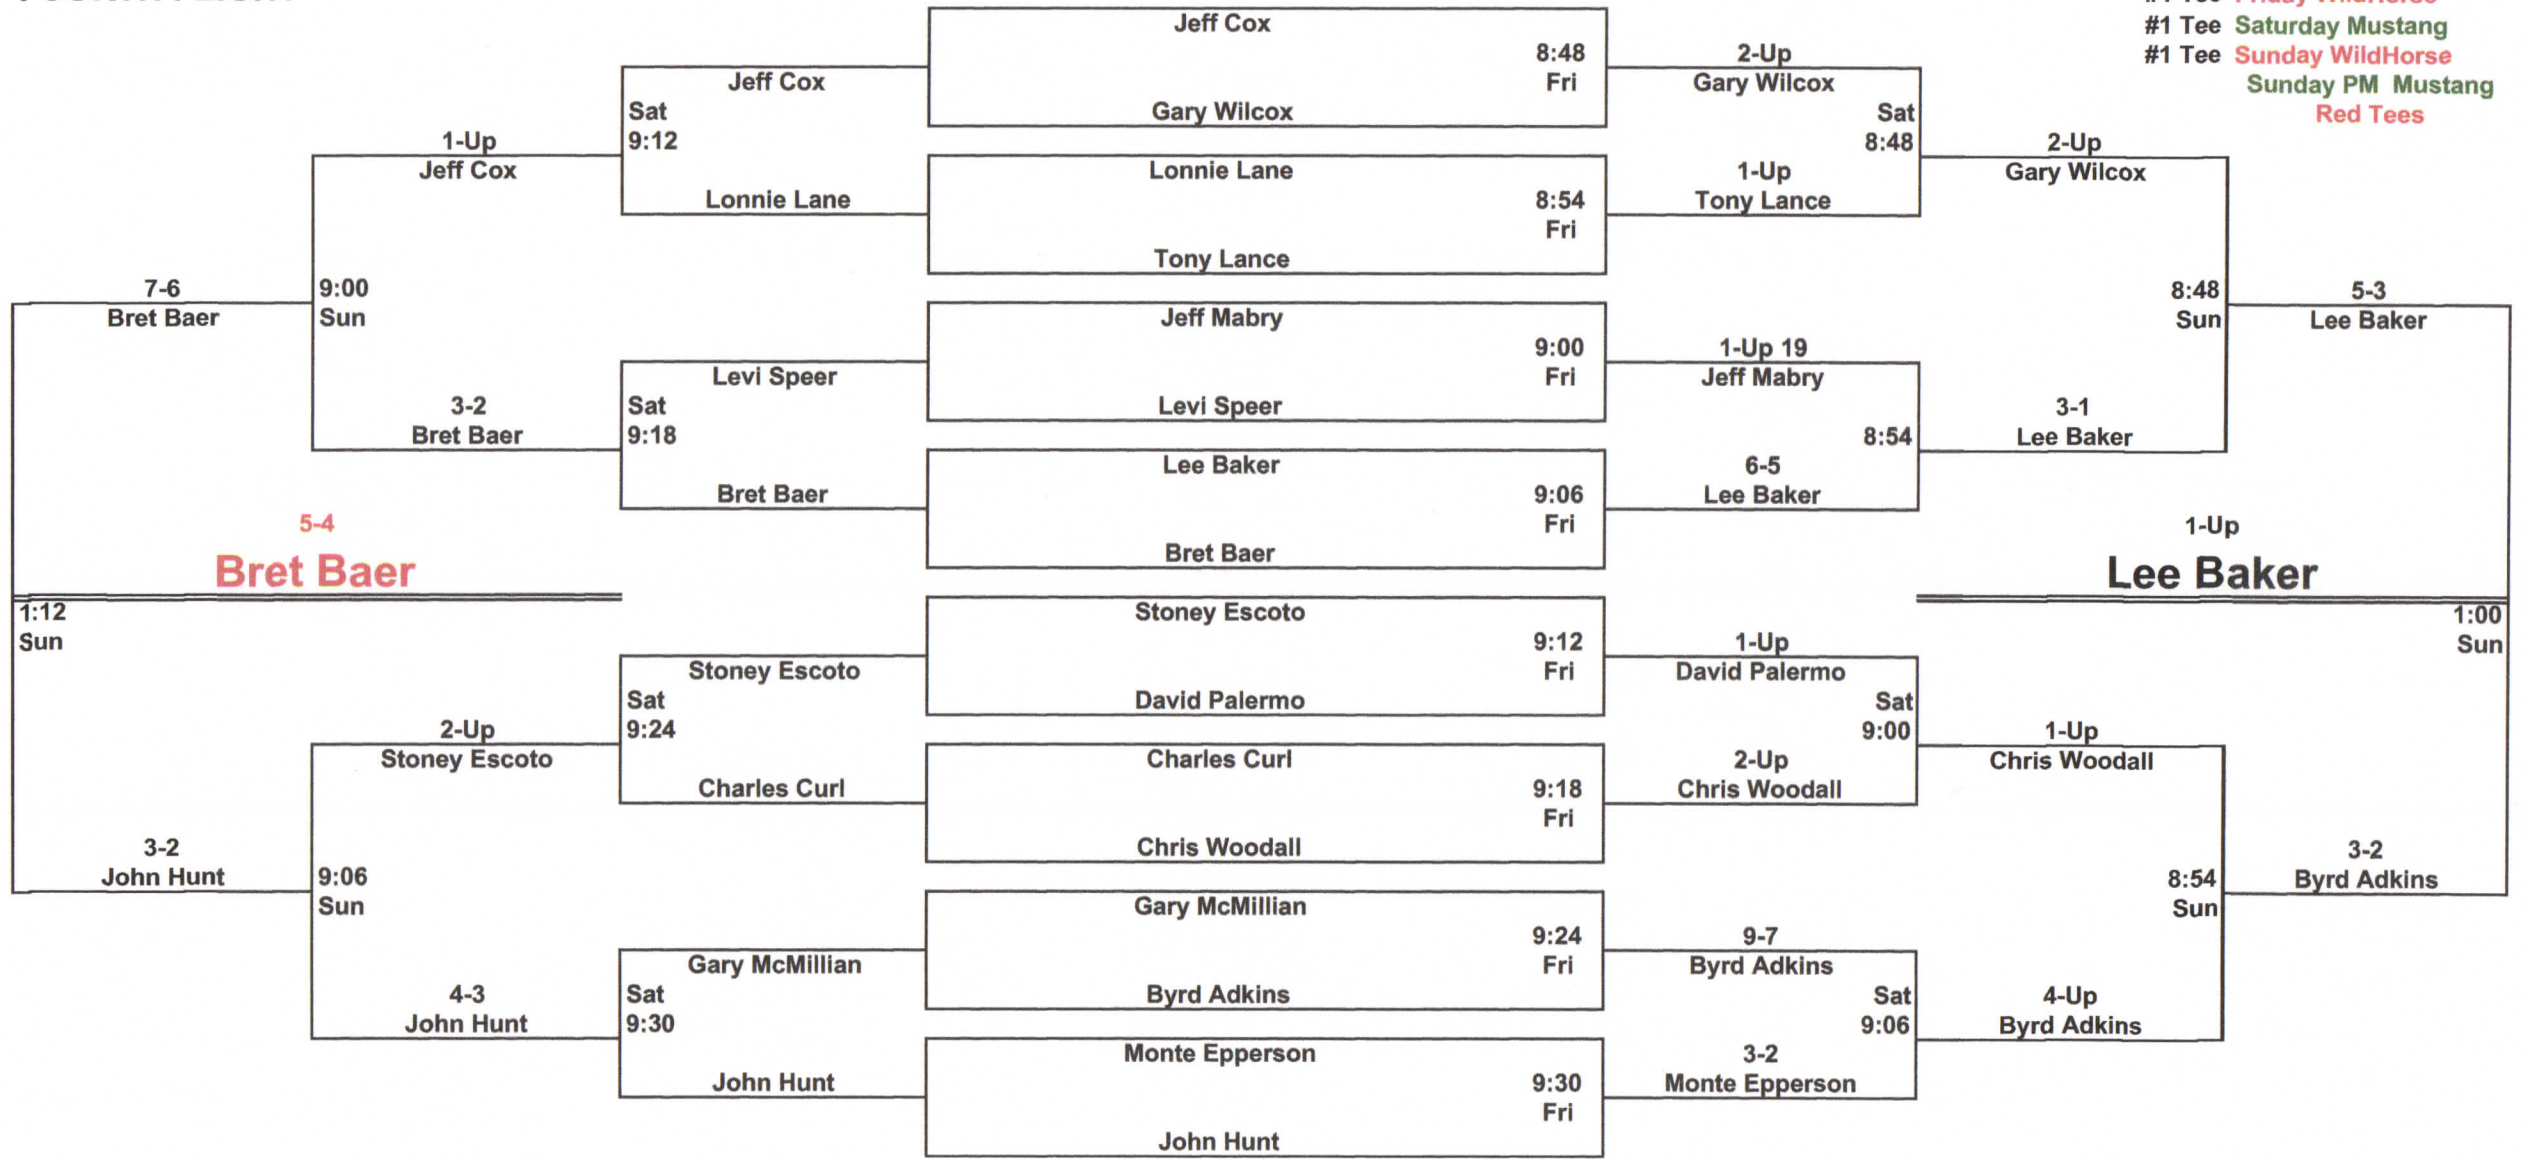 #1 Tee Saturday Mustang
#1 Tee Sunday WildHorse
Sunday PM Mustang
Red Tees
Jeff Cox
8:48
Fri
Gary Wilcox
Lonnie Lane
8:54
Fri
Tony Lance
Jeff Mabry
9:00
Fri
Levi Speer
Lee Baker
9:06
Fri
Bret Baer
Stoney Escoto
9:12
Fri
David Palermo
Charles Curl
9:18
Fri
Chris Woodall
Gary McMillian
9:24
Fri
Byrd Adkins
Monte Epperson
9:30
Fri
John Hunt
Jeff Cox
Sat
9:12
Lonnie Lane
Levi Speer
Sat
9:18
Bret Baer
Stoney Escoto
Sat
9:24
Charles Curl
Gary McMillian
Sat
9:30
John Hunt
1-Up
Jeff Cox
9:00
Sun
3-2
Bret Baer
2-Up
Stoney Escoto
9:06
Sun
4-3
John Hunt
7-6
Bret Baer
5-4
Bret Baer
1:12
Sun
3-2
John Hunt
2-Up
Gary Wilcox
Sat
8:48
1-Up
Tony Lance
1-Up 19
Jeff Mabry
8:54
6-5
Lee Baker
1-Up
David Palermo
Sat
9:00
2-Up
Chris Woodall
9-7
Byrd Adkins
Sat
9:06
3-2
Monte Epperson
2-Up
Gary Wilcox
8:48
Sun
3-1
Lee Baker
1-Up
Chris Woodall
8:54
Sun
4-Up
Byrd Adkins
5-3
Lee Baker
1-Up
Lee Baker
1:00
Sun
3-2
Byrd Adkins